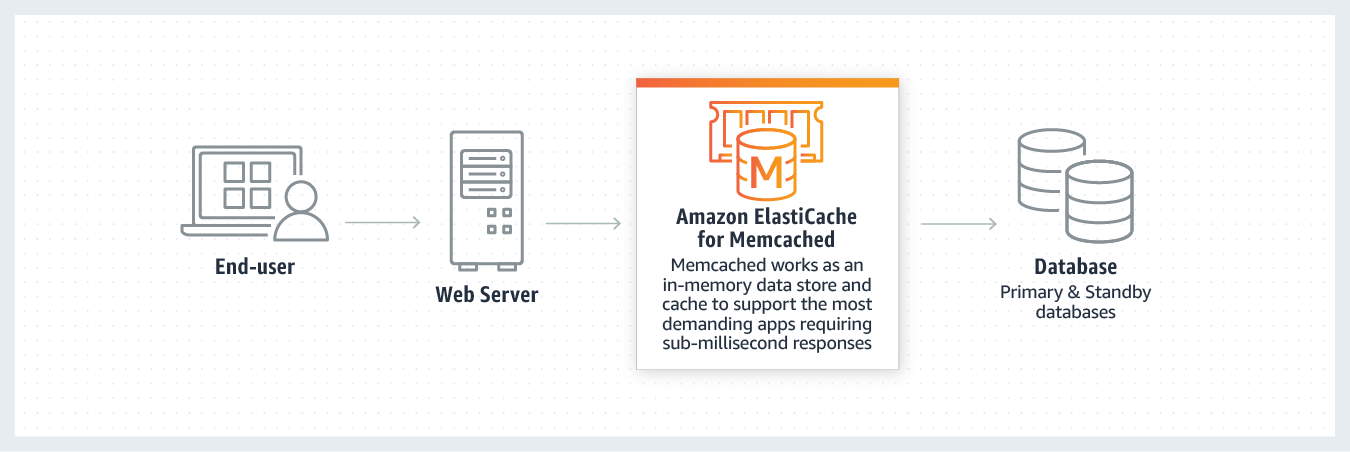 M
Amazon ElastiCache
for Memcached
Memcached works as an
in-memory data store and
cache to support the most
demanding apps requiring
sub-millisecond responses
End-user
Web Server
Database
Primary & Standby
databases